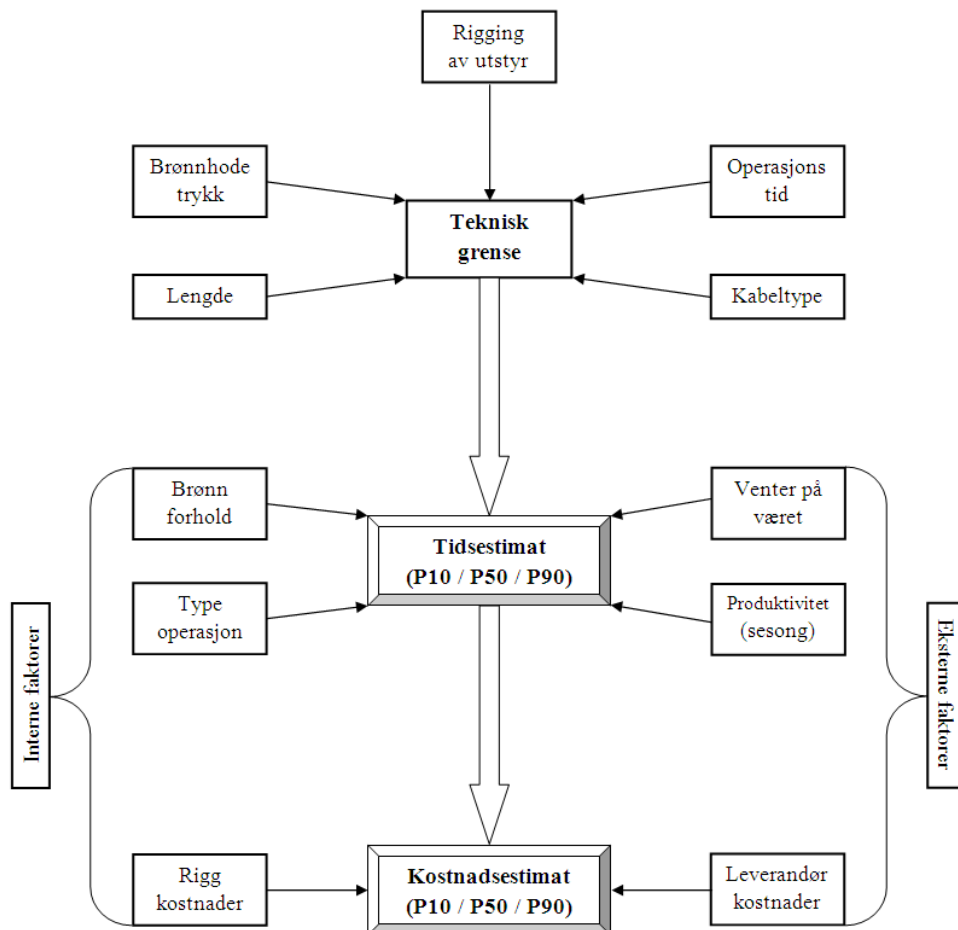 Rigging
av utstyr
Brønnhode
trykk
Operasjons
tid
Teknisk
grense
Lengde
Kabeltype
Brønn
forhold
Venter på
været
Tidsestimat
(P10 / P50 / P90)
Type
operasjon
Produktivitet
(sesong)
Interne faktorer
Eksterne faktorer
Rigg
kostnader
Kostnadsestimat
(P10 / P50 / P90)
Leverandør
kostnader